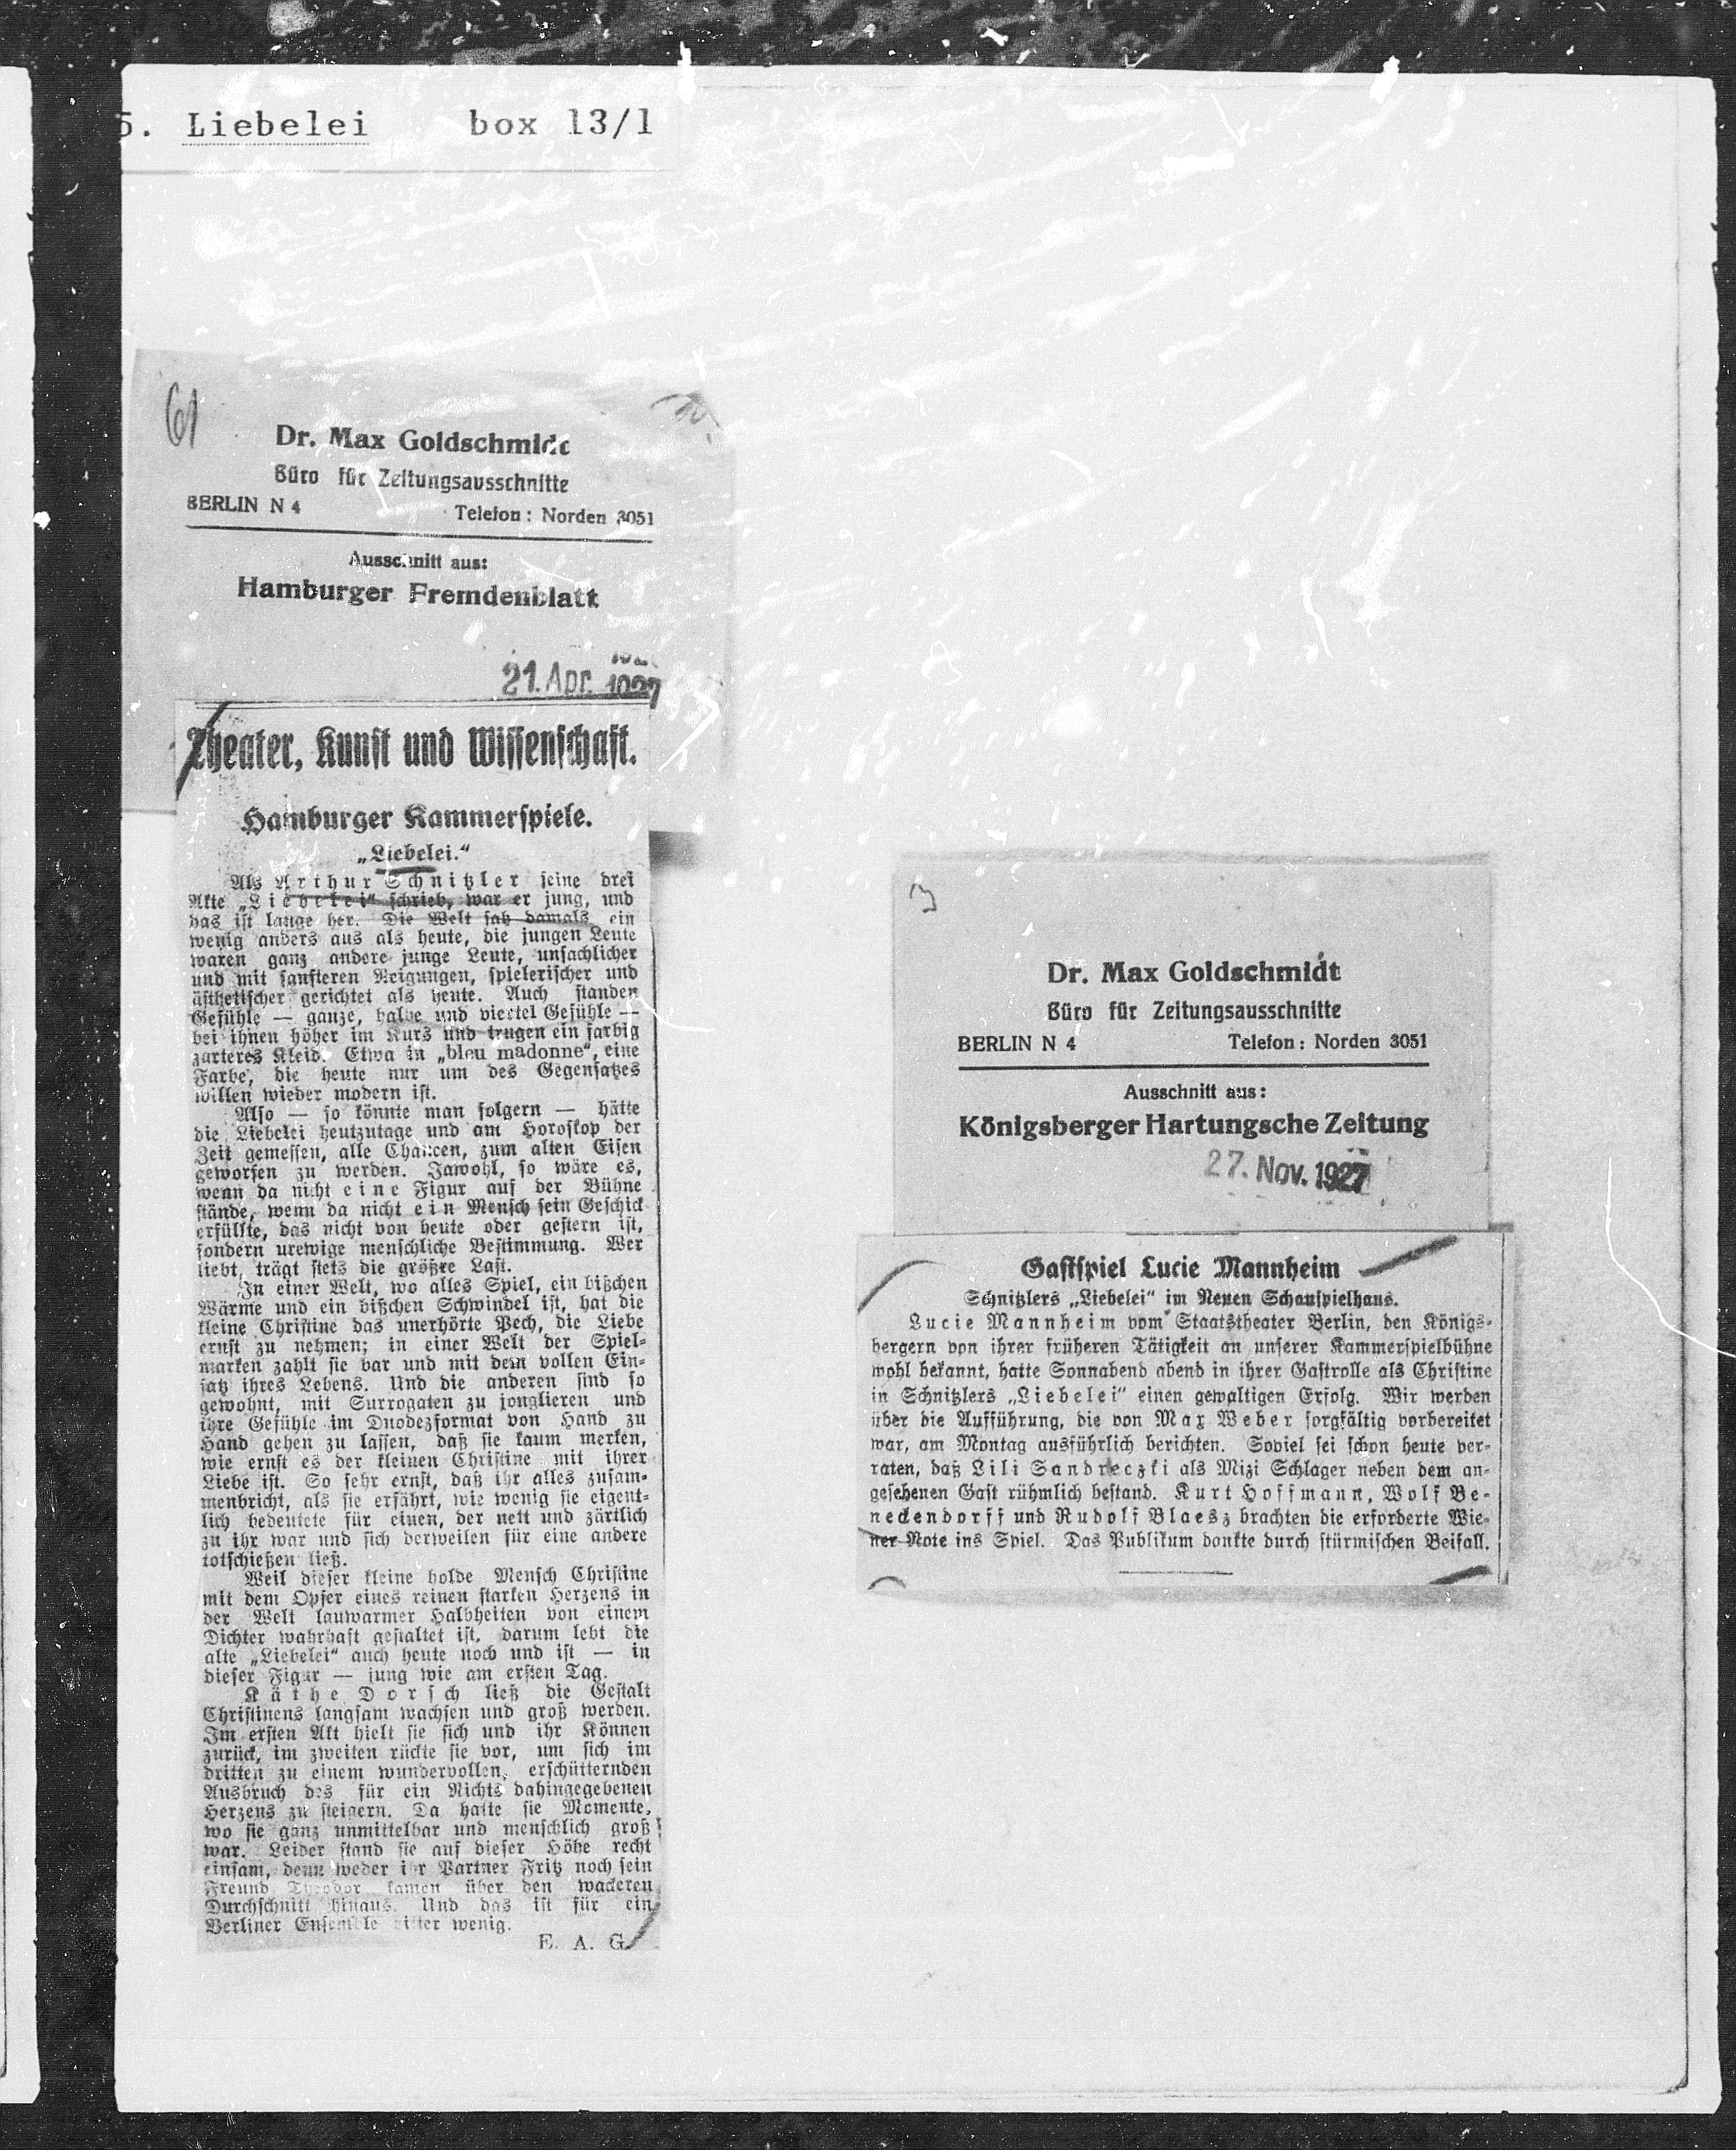 5. Liebelei box 13/1
61
Dr. Max Goldschmidt
Büro für Zeitungsausschnitte
BERLIN N 4 Telefon: Norden 3051
Ausschnitt aus:
Hamburger Fremdenblatt
21. Apr. 1927
Theater, Kunst und Wissenschaft.
Hamburger Kammerspiele.
„Liebelei.“
Als Arthur Schnitzler seine drei
Akte „Liebelei“ schrieb, war er jung, und
das ist lange her. Die Welt sah damals ein
wenig anders aus als heute, die jungen Leute
waren ganz andere junge Leute, unsachlicher
und mit sanfteren Neigungen, spielerischer und
ästhetischer gerichtet als heute. Auch standen
Gefühle — ganze, halbe und viertel Gefühle —
bei ihnen höher im Kurs und trugen ein farbig
zarteres Kleid. Etwa in „bleu madonne“, eine
Farbe, die heute nur um des Gegensatzes
willen wieder modern ist.
Also — so könnte man folgern — hätte
die Liebelei heutzutage und am Horoskop der
Zeit gemessen, alle Chancen, zum alten Eisen
geworfen zu werden. Jawohl, so wäre es,
wenn da nicht eine Figur auf der Bühne
stände, wenn da nicht ein Mensch sein Geschick
erfüllte, das nicht von heute oder gestern ist,
sondern urewige menschliche Bestimmung. Wer
liebt, trägt stets die größre Last.
In einer Welt, wo alles Spiel, ein bißchen
Wärme und ein bißchen Schwindel ist, hat die
kleine Christine das unerhörte Pech, die Liebe
ernst zu nehmen; in einer Welt der Spiel-
marken zahlt sie bar und mit dem vollen Ein-
satz ihres Lebens. Und die anderen sind so
gewohnt, mit Surrogaten zu jonglieren und
ihre Gefühle im Duodezformat von Hand zu
Hand gehen zu lassen, daß sie kaum merken,
wie ernst es der kleinen Christine mit ihrer
Liebe ist. So sehr ernst, daß ihr alles zusam-
menbricht, als sie erfährt, wie wenig sie eigent-
lich bedeutete für einen, der nett und zärtlich
zu ihr war und sich derweilen für eine andere
totschießen ließ.
Weil dieser kleine holde Mensch Christine
mit dem Opfer eines reinen starken Herzens in
der Welt lauwarmer Halbheiten von einem
Dichter wahrhaft gestaltet ist, darum lebt die
alte „Liebelei“ auch heute noch und ist — in
dieser Figur — jung wie am ersten Tag.
Käthe Dorsch ließ die Gestalt
Christinens langsam wachsen und groß werden.
Im ersten Akt hielt sie sich und ihr Können
zurück, im zweiten rückte sie vor, um sich im
dritten zu einem wundervollen, erschütternden
Ausbruch des für ein Nichts dahingegebenen
Herzens zu steigern. Da hatte sie Momente,
wo sie ganz unmittelbar und menschlich groß
war. Leider stand sie auf dieser Höhe recht
einsam, denn weder ihr Partner Fritz noch sein
Freund Theodor kamen über den wackeren
Durchschnitt hinaus. Und das ist für ein
Berliner Ensemble bitter wenig.
E. A. G.
3
Dr. Max Goldschmidt
Büro für Zeitungsausschnitte
BERLIN N 4 Telefon: Norden 3051
Ausschnitt aus:
Königsberger Hartungsche Zeitung
27. Nov. 1927
Gastspiel Lucie Mannheim
Schnitzlers „Liebelei“ im Neuen Schauspielhaus.
Lucie Mannheim vom Staatstheater Berlin, den Königs-
bergern von ihrer früheren Tätigkeit an unserer Kammerspielbühne
wohl bekannt, hatte Sonnabend abend in ihrer Gastrolle als Christine
in Schnitzlers „Liebelei“ einen gewaltigen Erfolg. Wir werden
über die Aufführung, die von Max Weber sorgfältig vorbereitet
war, am Montag ausführlich berichten. Soviel sei schon heute ver-
raten, daß Lili Sandreczki als Mizi Schlager neben dem an-
gesehenen Gast rühmlich bestand. Kurt Hoffmann, Wolf Be-
neckendorff und Rudolf Blaesz brachten die erforderte Wie-
ner Note ins Spiel. Das Publikum dankte durch stürmischen Beifall.